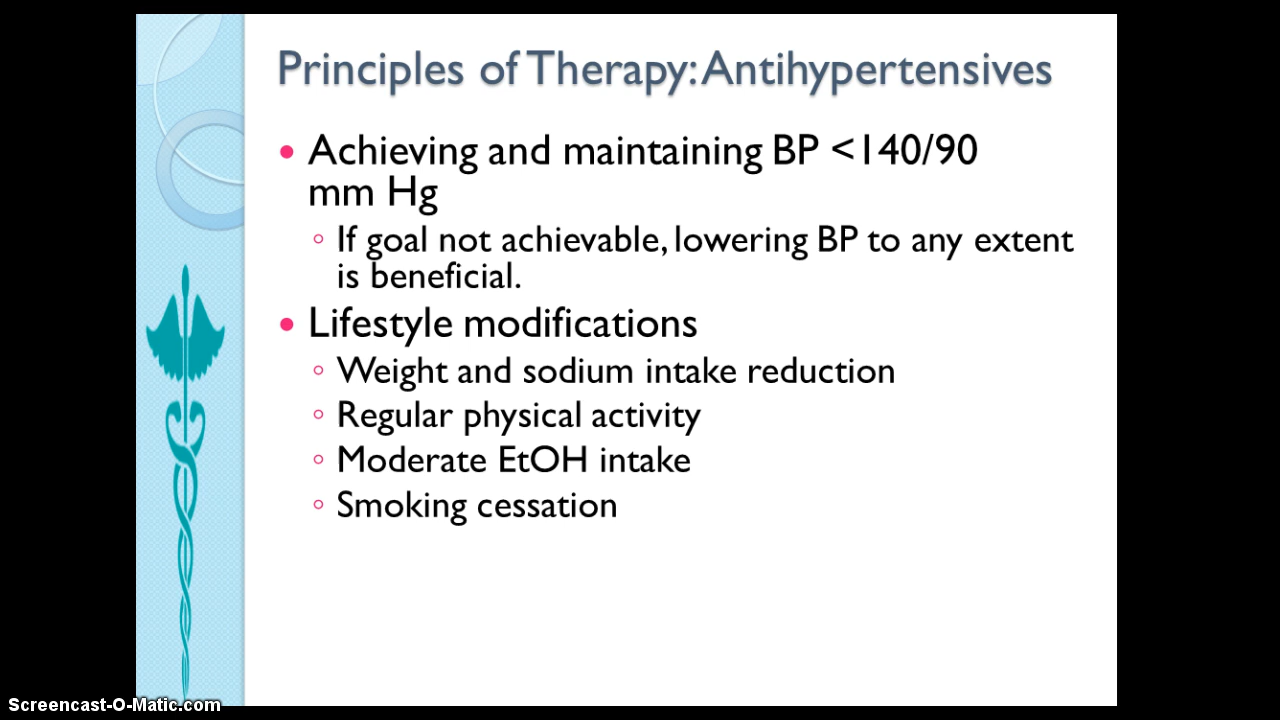 Principles of Therapy: Antihypertensives
• Achieving and maintaining BP <140/90
mm Hg
◦ If goal not achievable, lowering BP to any extent
is beneficial.
• Lifestyle modifications
◦ Weight and sodium intake reduction
◦ Regular physical activity
◦ Moderate EtOH intake
◦ Smoking cessation
Screencast-O-Matic.com